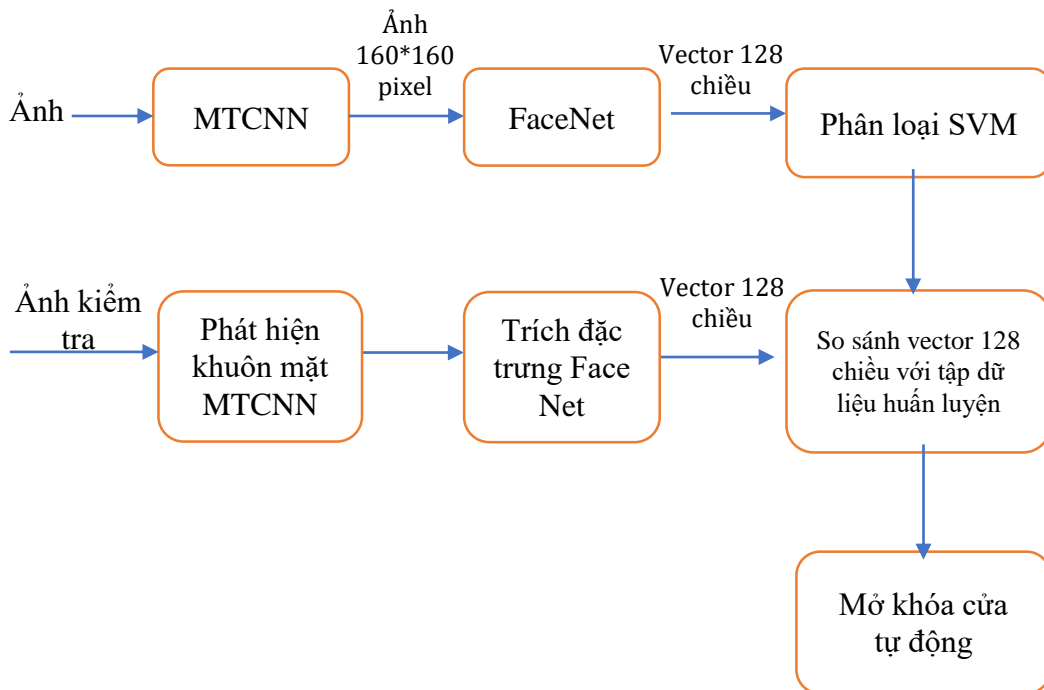 Ảnh
MTCNN
Ảnh
160*160
pixel
FaceNet
Vector 128
chiều
Phân loại SVM
Ảnh kiểm
tra
Phát hiện
khuôn mặt
MTCNN
Trích đặc
trưng Face
Net
Vector 128
chiều
So sánh vector 128
chiều với tập dữ
liệu huấn luyện
Mở khóa cửa
tự động